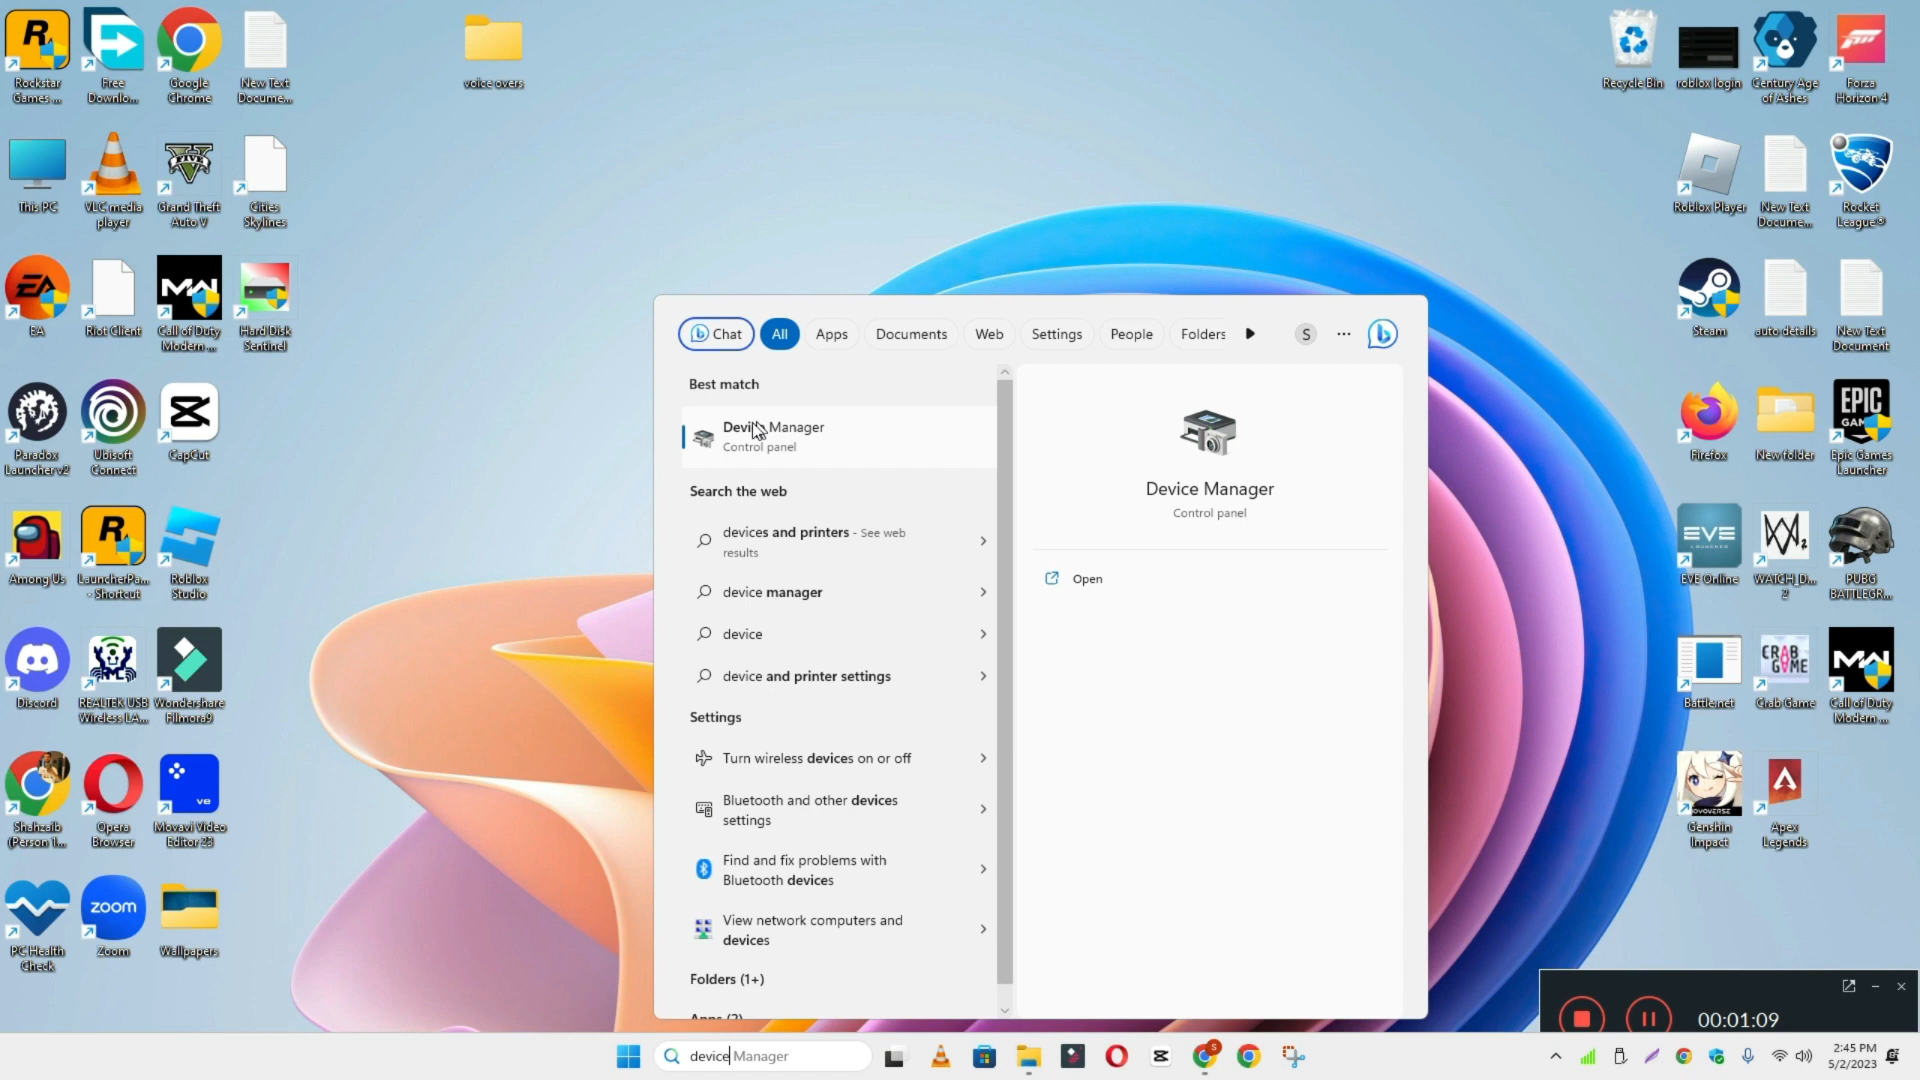 Rockstar
Games ...
Free
Downlo...
Google
Chrome
New Text
Docume...
voice overs
Recycle Bin
roblox login
Century Age
of Ashes
Forza
Horizon 4
This PC
VLC media
player
FIVE
Grand Theft
Auto V
Cities
Skylines
Roblox Player
New Text
Docume...
Rocket
League®
EA
Riot Client
Call of Duty
Modern ...
Hard Disk
Sentinel
Steam
auto details
New Text
Document
Paradox
Launcher v2
Ubisoft
Connect
CapCut
Firefox
New folder
EPIC
Epic Games
Launcher
Among Us
LauncherPa...
- Shortcut
Roblox
Studio
EVE
EVE Online
WATCH_D...
2
PUBG
BATTLEGR...
Discord
REALTEK USB
Wireless LA...
Wondershare
Filmora9
Battle.net
CRAB
GAME
Crab Game
Call of Duty
Modern ...
Shahzaib
(Person 1...
Opera
Browser
ve
Movavi Video
Editor 23
Genshin
Impact
Apex
Legends
PC Health
Check
zoom
Zoom
Wallpapers
Chat
All
Apps
Documents
Web
Settings
People
Folders
S
Best match
Device Manager
Control panel
Search the web
devices and printers - See web
results
device manager
device
device and printer settings
Settings
Turn wireless devices on or off
Bluetooth and other devices
settings
Find and fix problems with
Bluetooth devices
View network computers and
devices
Folders (1+)
Device Manager
Control panel
Open
00:01:09
device Manager
2:45 PM
5/2/2023